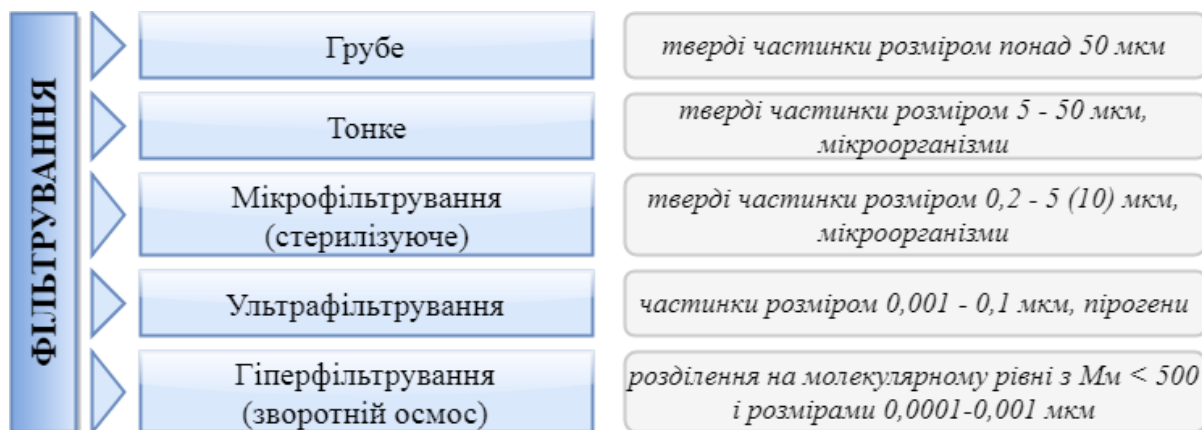 ФІЛЬТРУВАННЯ
Грубе
тверді частинки розміром понад 50 мкм
Тонке
тверді частинки розміром 5 - 50 мкм,
мікроорганізми
Мікрофільтрування
(стерилізуюче)
тверді частинки розміром 0,2 - 5 (10) мкм,
мікроорганізми
Ультрафільтрування
частинки розміром 0,001 - 0,1 мкм, пірогени
Гіперфільтрування
(зворотній осмос)
розділення на молекулярному рівні з Мм < 500
і розмірами 0,0001-0,001 мкм